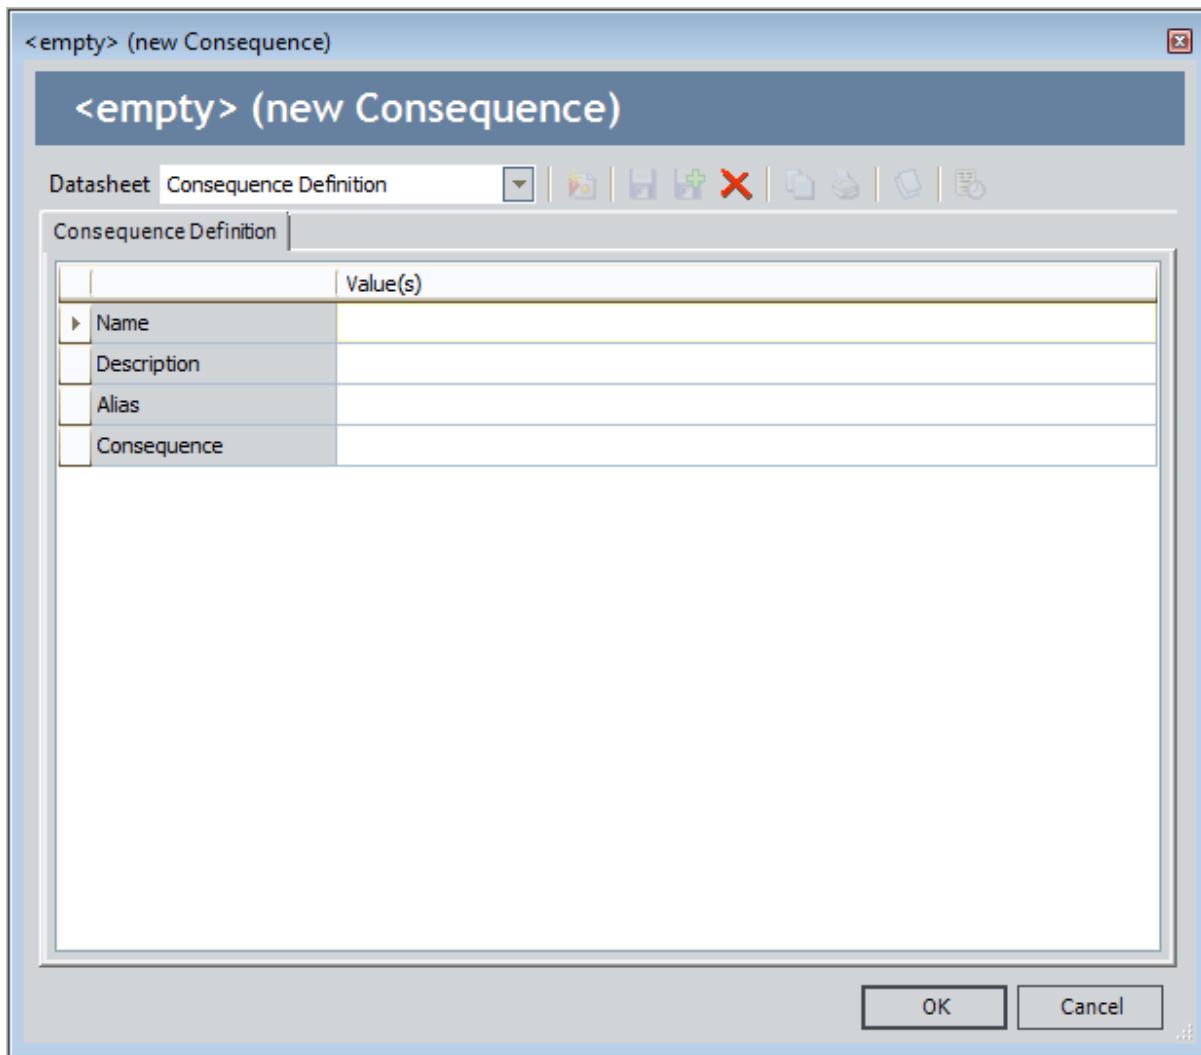 <empty> (new Consequence)
<empty> (new Consequence)
Datasheet Consequence Definition
Consequence Definition
Value(s)
Name
Description
Alias
Consequence
OK Cancel